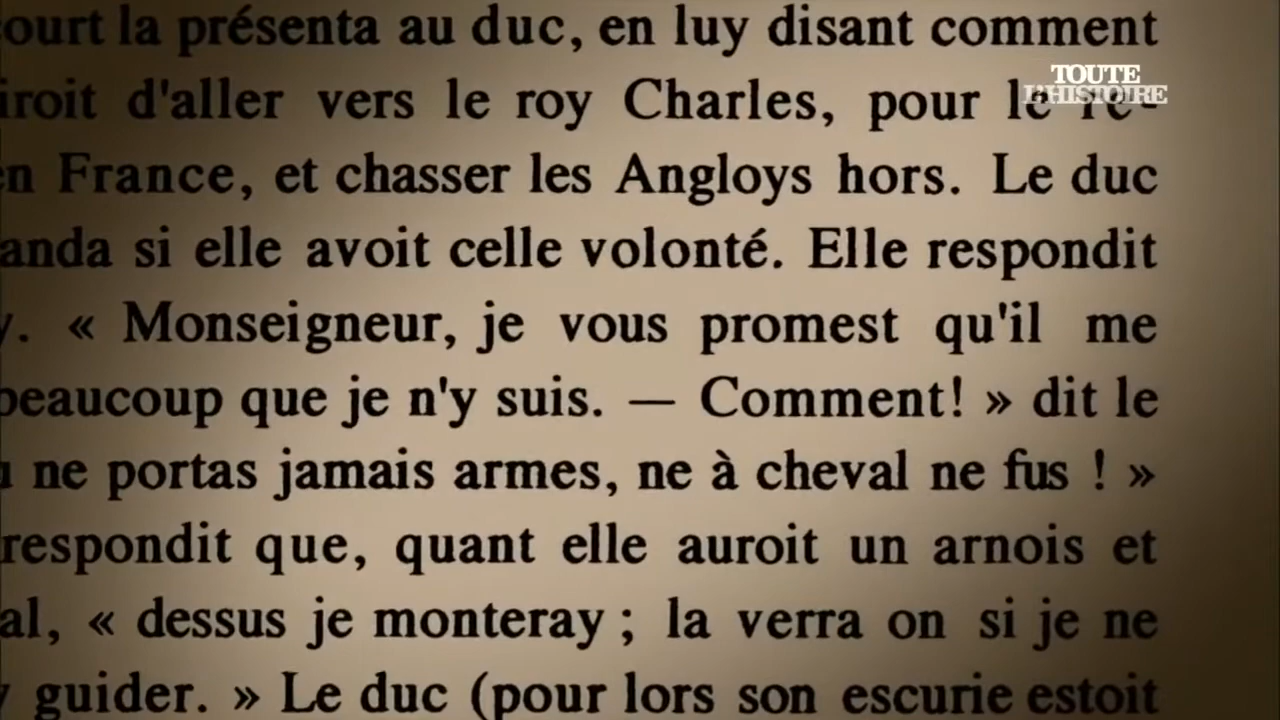 la présenta au duc, en luy disant comment
d'aller vers le roy Charles, pour le re-
TOUTE
L'HISTOIRE
en France, et chasser les Angloys hors. Le duc
si elle avoit celle volonté. Elle respondit
« Monseigneur, je vous promest qu'il me
beaucoup que je n'y suis. — Comment! » dit le
ne portas jamais armes, ne à cheval ne fus ! »
respondit que, quant elle auroit un arnois et
« dessus je monteray ; la verra on si je ne
guider. » Le duc (pour lors son escurie estoit